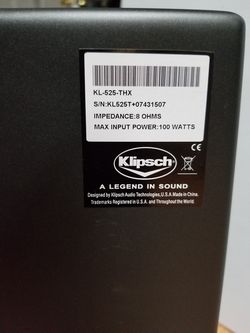 KL-525-THX
S/N:KL525T+07431507
IMPEDANCE:8 OHMS
MAX INPUT POWER:100 WATTS
Klipsch®
CE
A LEGEND IN SOUND
Designed by Klipsch Audio Technologies, U.S.A. Made in China.
Trademarks Registered in U.S.A. and Throughout the World.